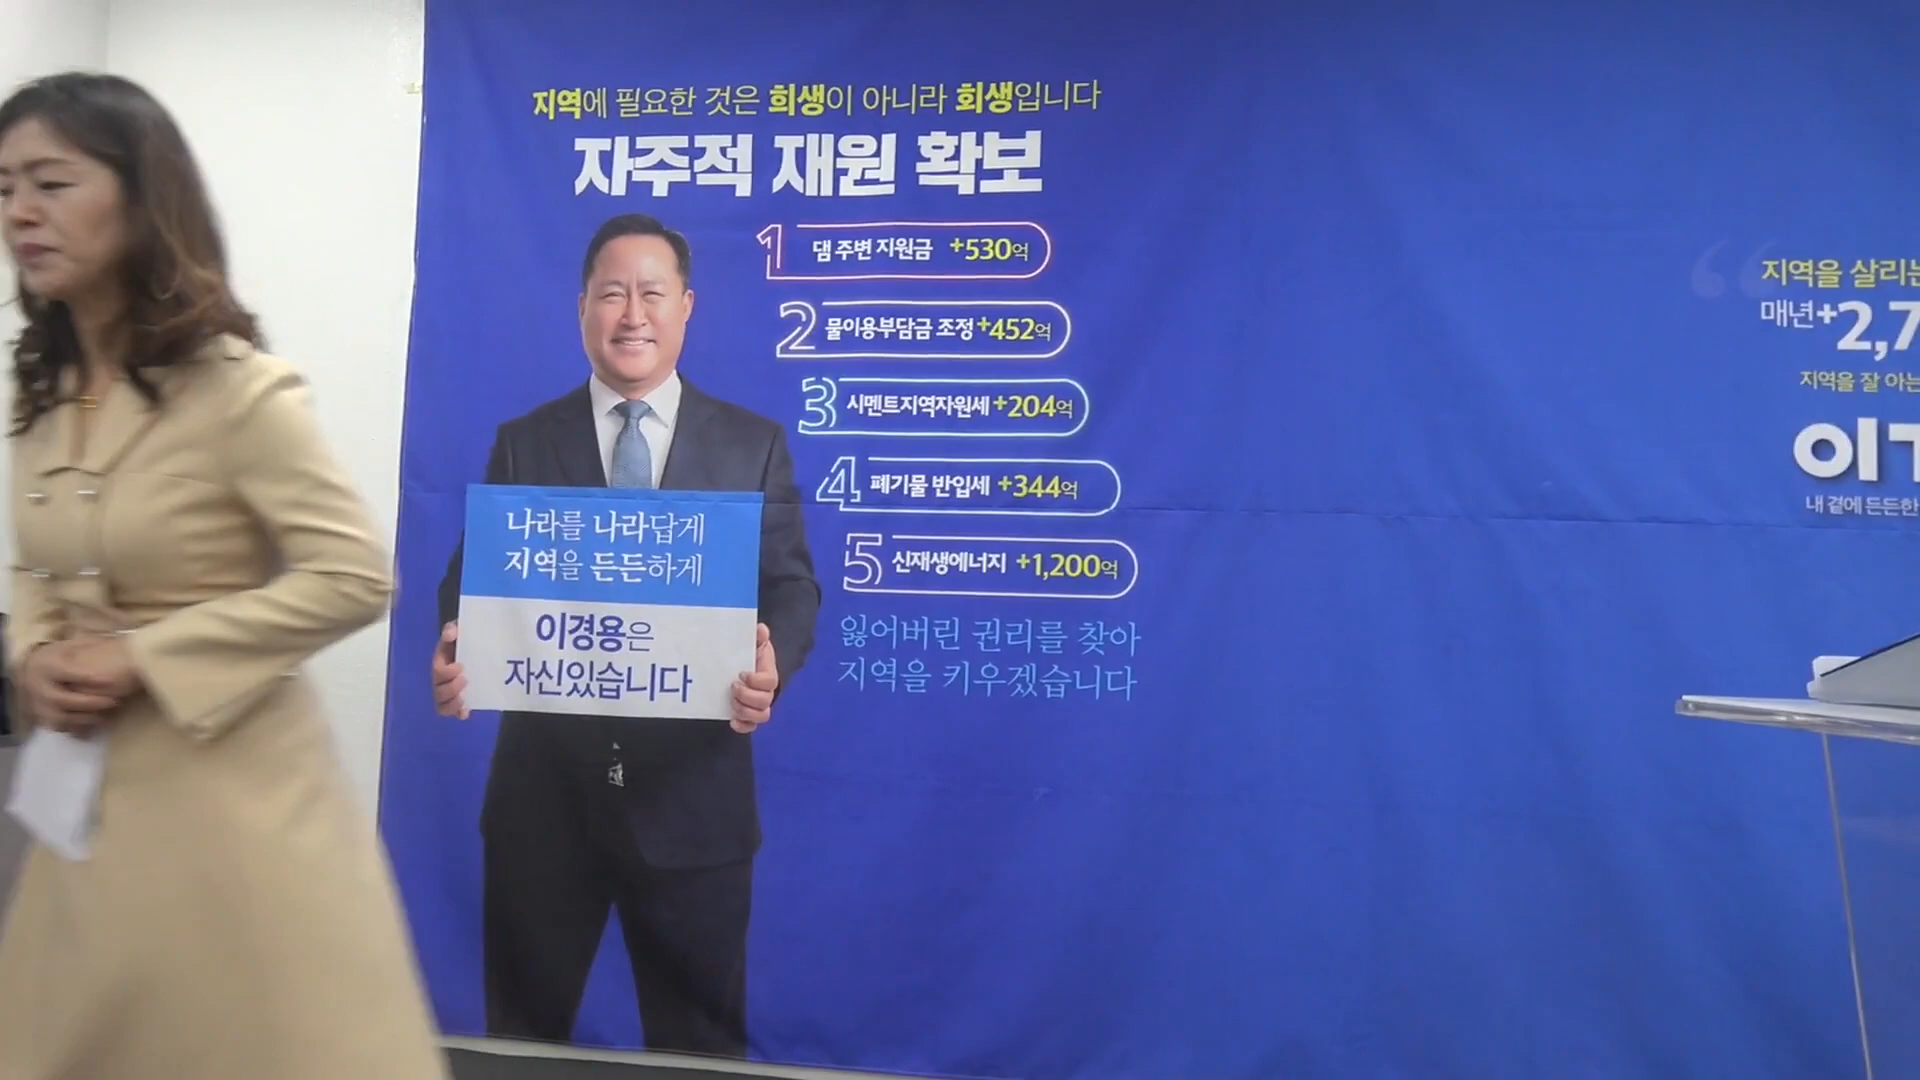 지역에 필요한 것은 희생이 아니라 회생입니다
자주적 재원 확보
1 댐 주변 지원금 +530억
2 물이용부담금 조정 +452억
3 시멘트지역자원세 +204억
4 폐기물 반입세 +344억
5 신재생에너지 +1,200억
잃어버린 권리를 찾아
지역을 키우겠습니다
나라를 나라답게
지역을 든든하게
이경용은
자신있습니다
지역을 살리는
매년+2,7
지역을 잘 아는
이
내 곁에 든든한